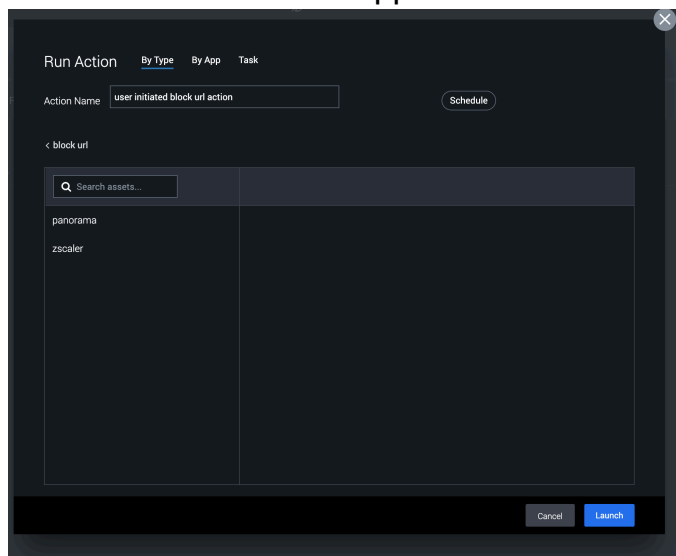 Run Action By Type By App Task
Action Name user initiated block url action Schedule
< block url
Search assets...
panorama
zscaler
Cancel Launch